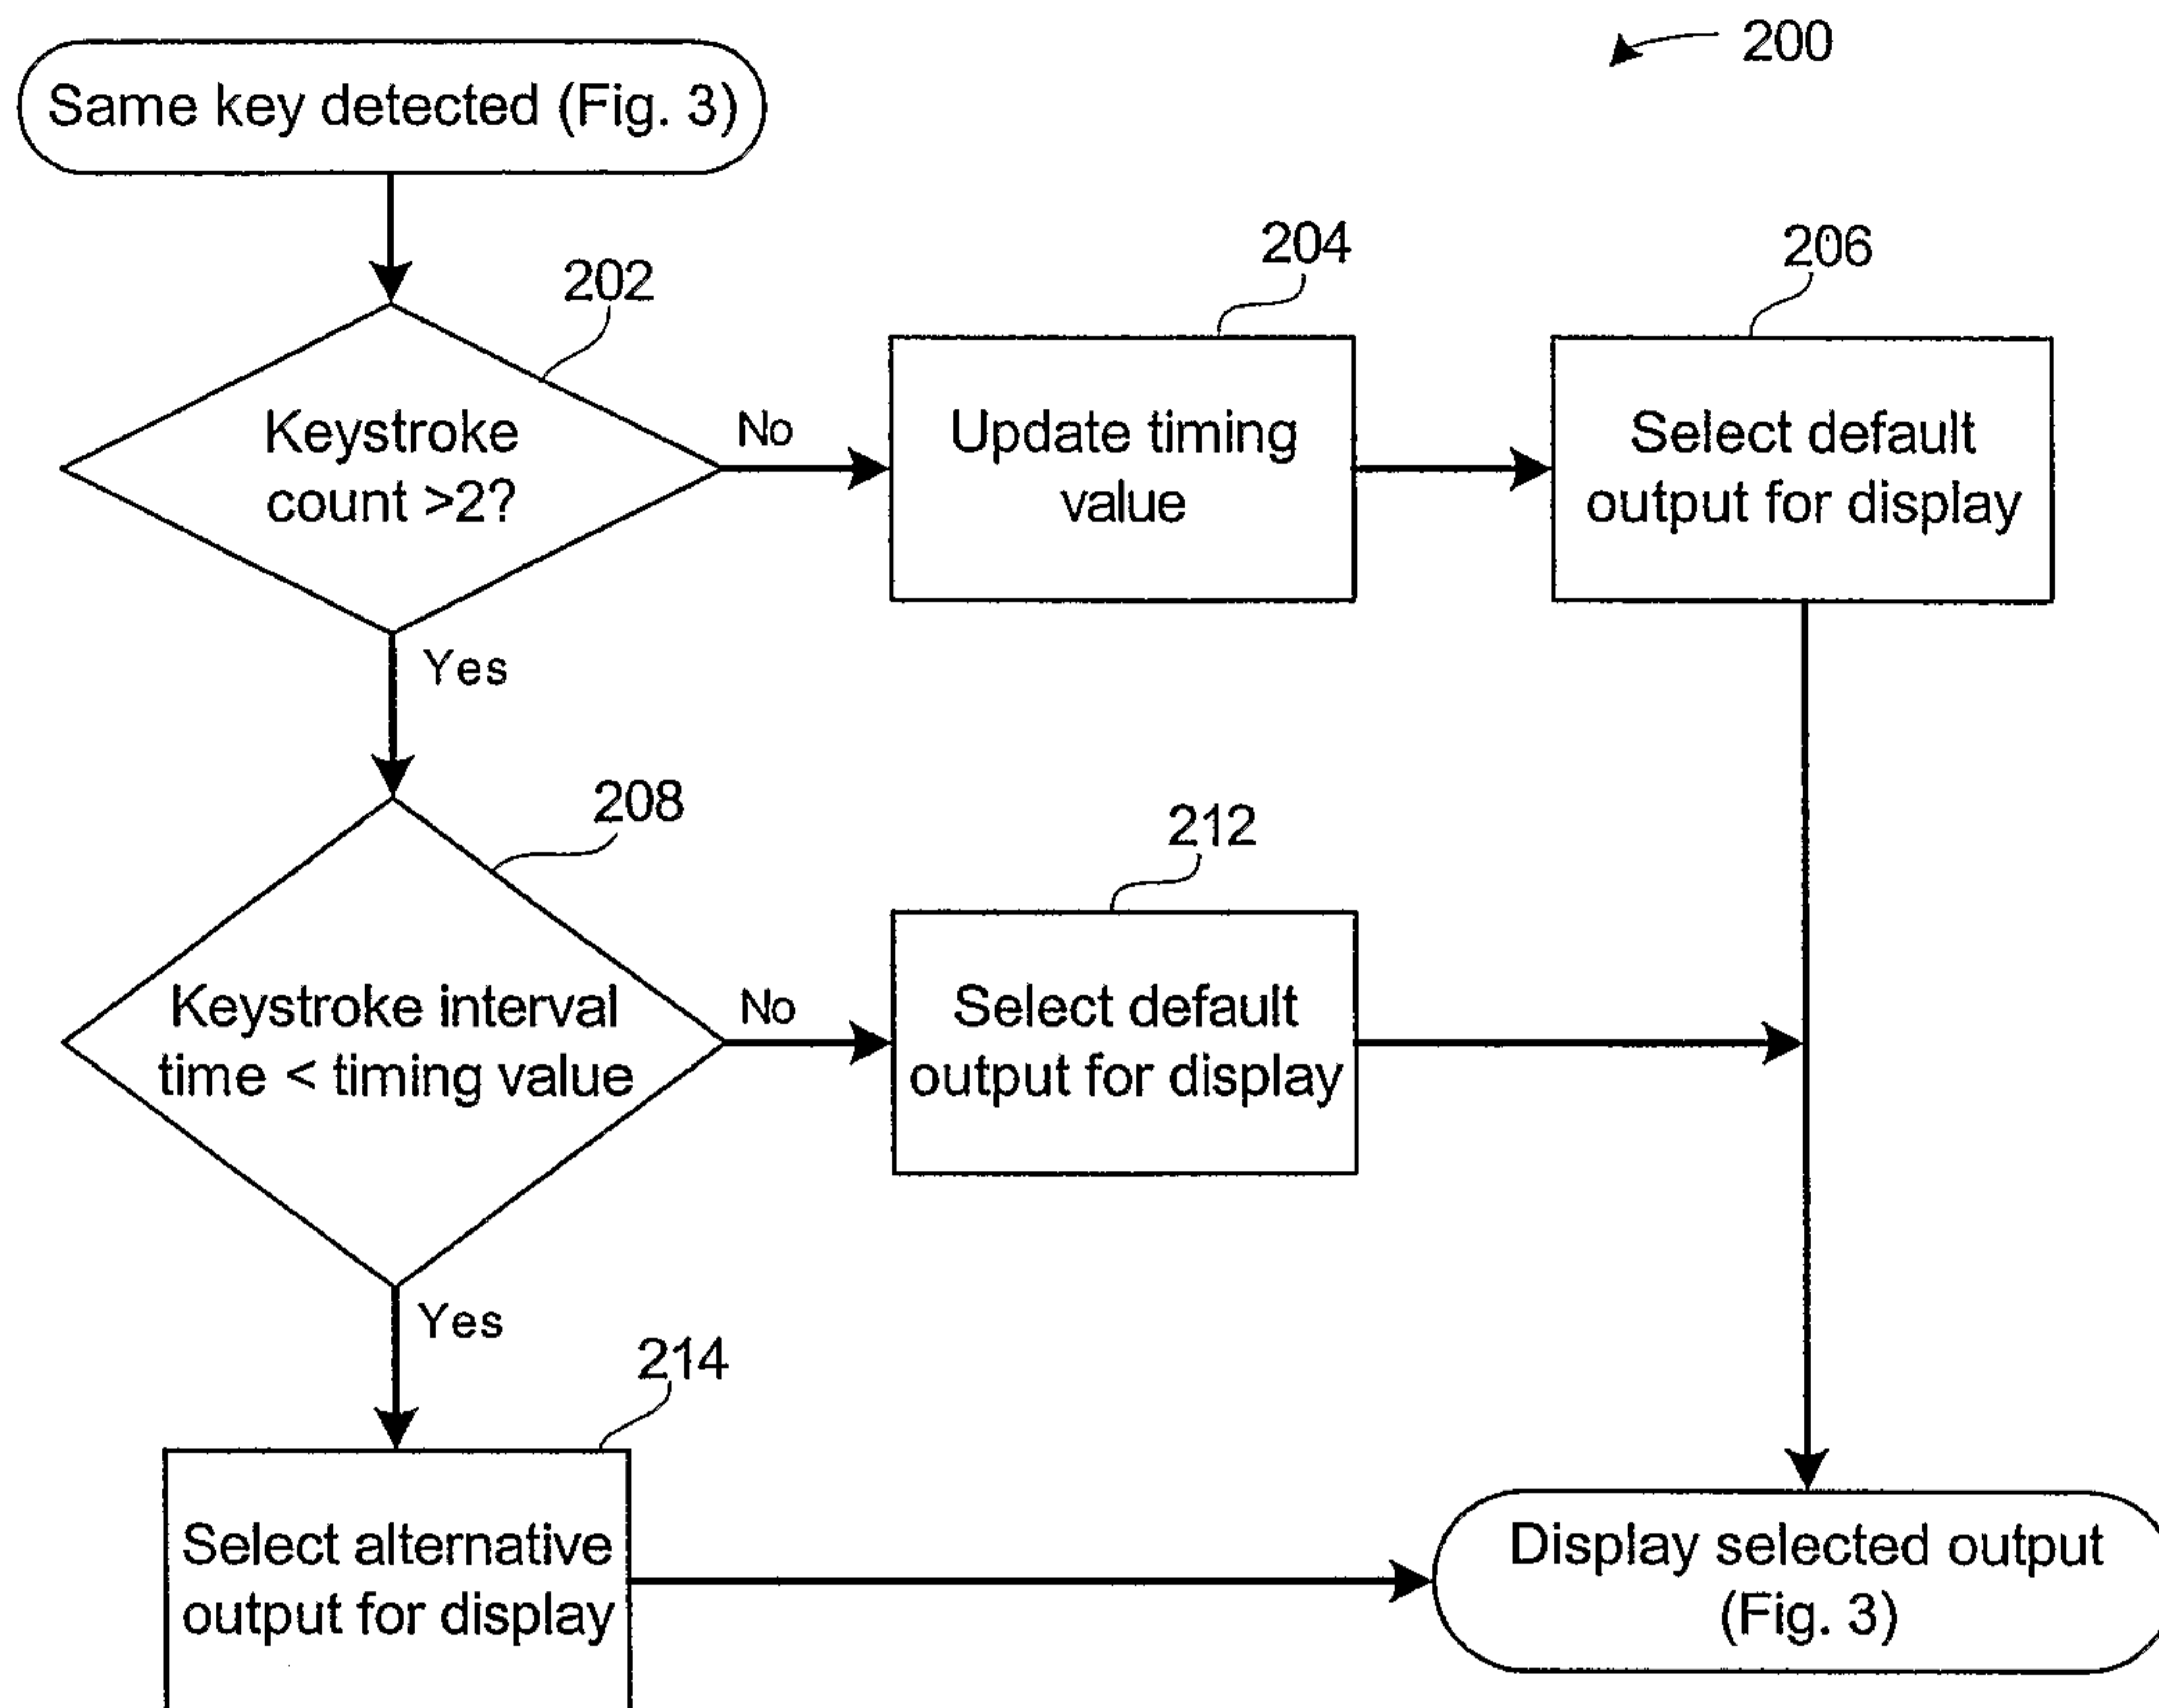 200
Same key detected (Fig. 3)
202
204
206
Keystroke
count >2?
No
Update timing
value
Select default
output for display
Yes
208
212
Keystroke interval
time < timing value
No
Select default
output for display
Yes
214
Select alternative
output for display
Display selected output
(Fig. 3)